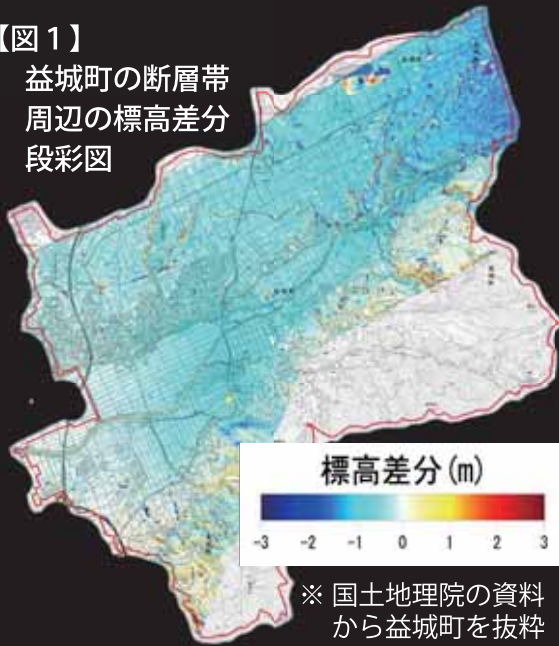 【図1】
益城町の断層帯
周辺の標高差分
段彩図
標高差分(m)
-3 -2 -1 0 1 2 3
※ 国土地理院の資料
から益城町を抜粋